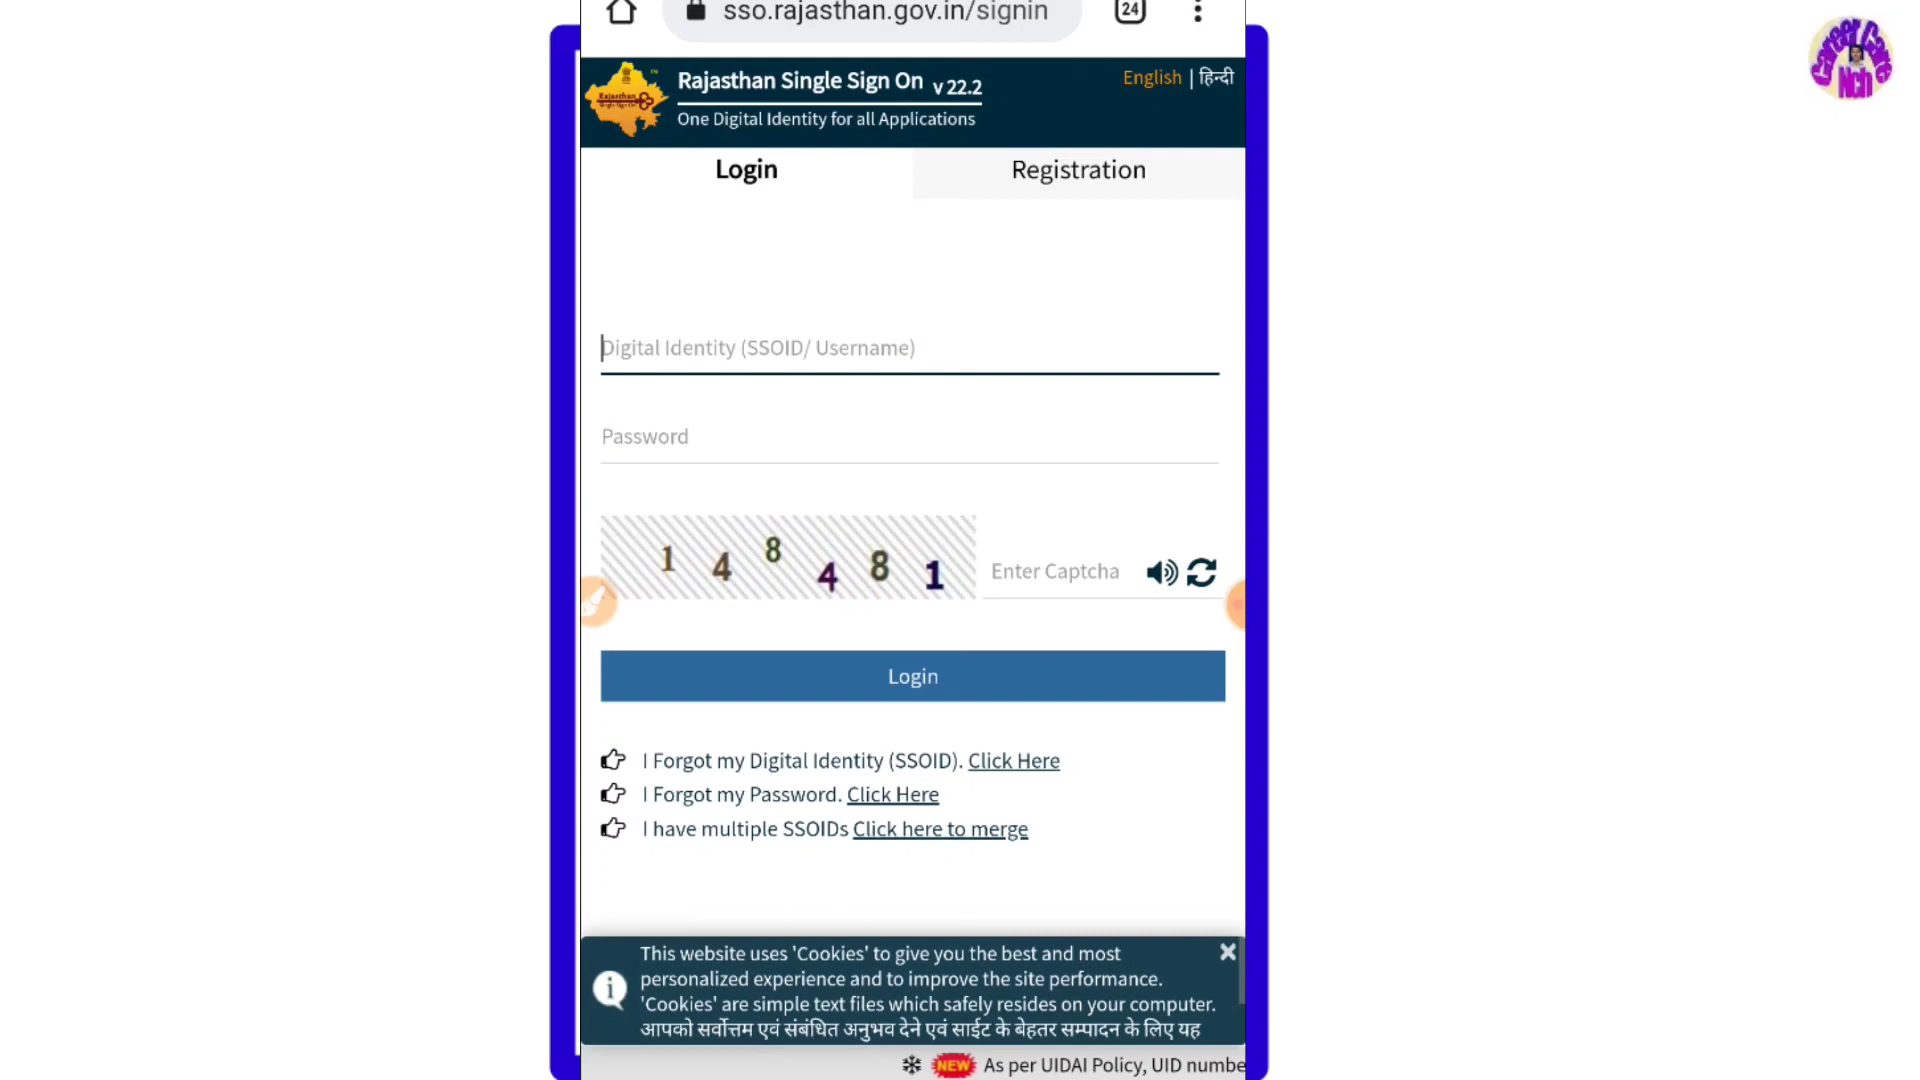 sso.rajasthan.gov.in/signin
24
Rajasthan Single Sign On v 22.2
English | हिन्दी
One Digital Identity for all Applications
Login
Registration
Digital Identity (SSOID/ Username)
Password
1 4 8 4 8 1
Enter Captcha
Login
I Forgot my Digital Identity (SSOID). Click Here
I Forgot my Password. Click Here
I have multiple SSOIDs Click here to merge
This website uses 'Cookies' to give you the best and most
personalized experience and to improve the site performance.
'Cookies' are simple text files which safely resides on your computer.
आपको सर्वोत्तम एवं संबंधित अनुभव देने एवं साईट के बेहतर सम्पादन के लिए यह
NEW As per UIDAI Policy, UID numbe
Career Care
Ngh